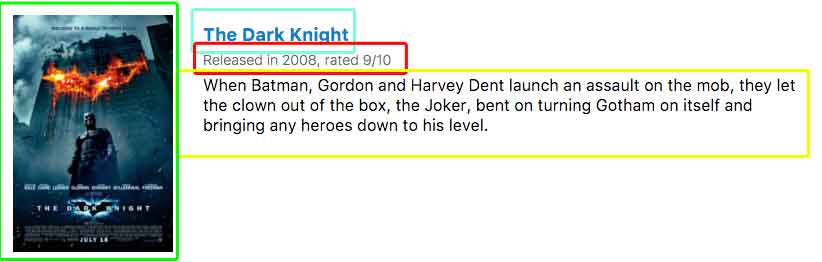 WELCOME TO A WORLD WITHOUT RULES
THE DARK KNIGHT
JULY 18
The Dark Knight
Released in 2008, rated 9/10
When Batman, Gordon and Harvey Dent launch an assault on the mob, they let
the clown out of the box, the Joker, bent on turning Gotham on itself and
bringing any heroes down to his level.